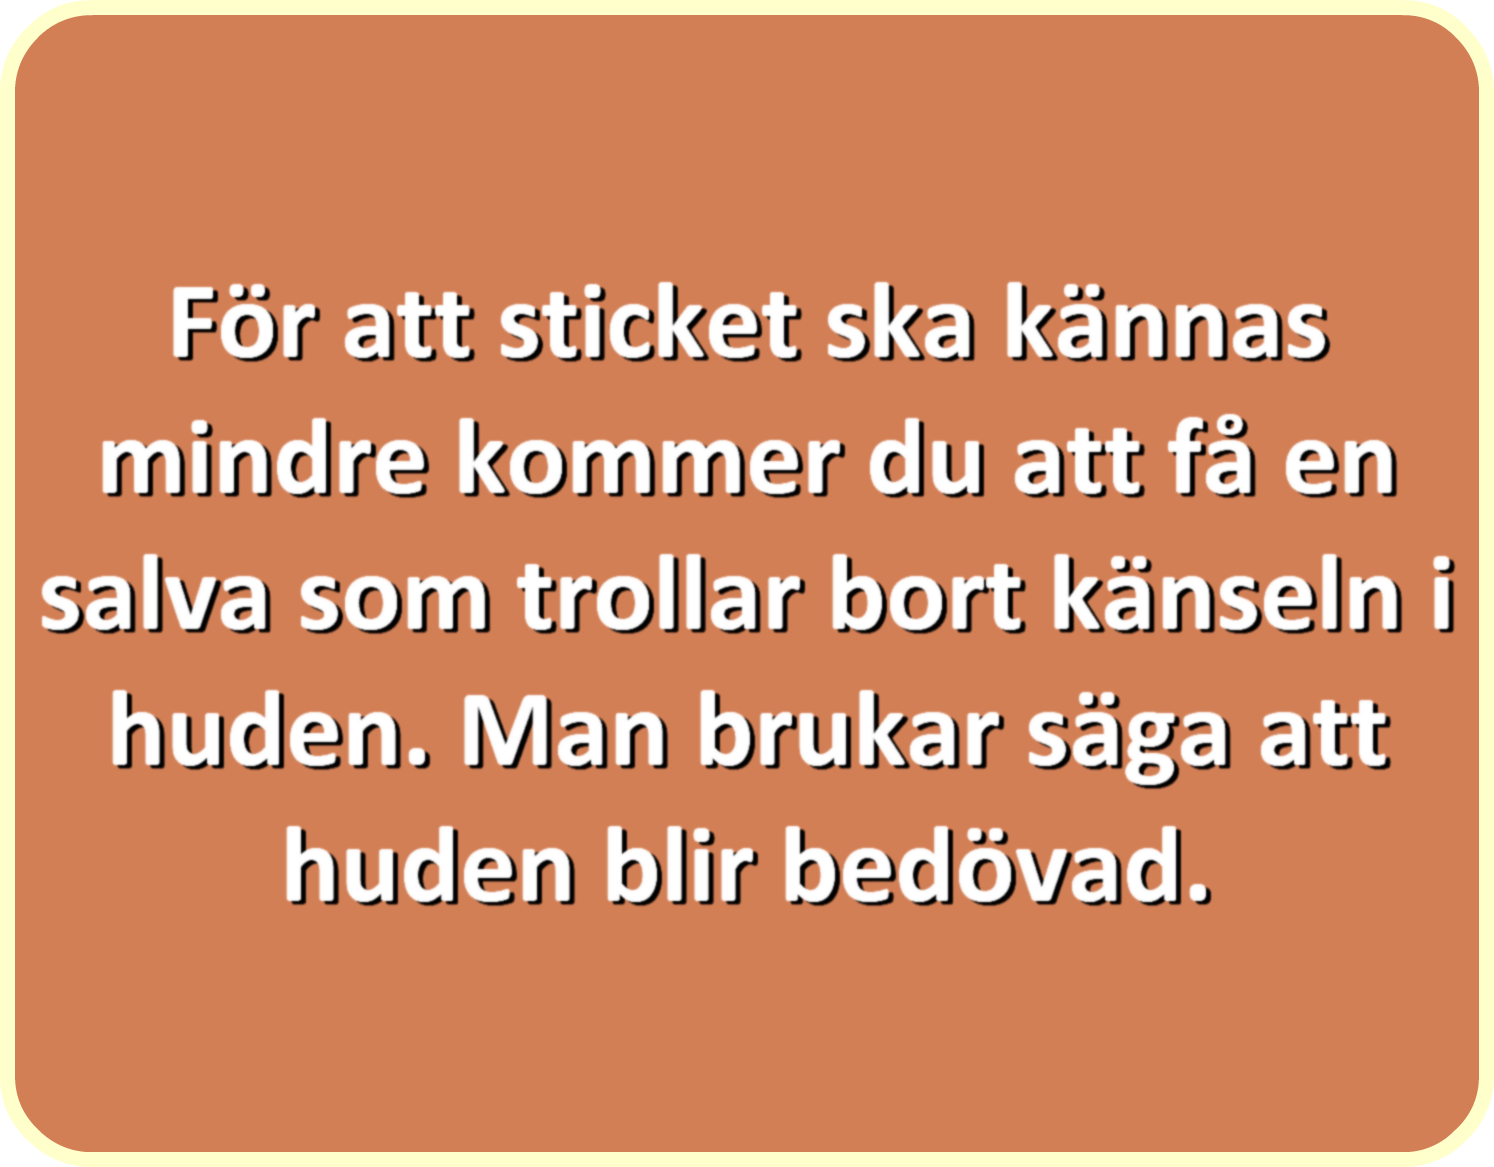 För att sticket ska kännas
mindre kommer du att få en
salva som trollar bort känseln i
huden. Man brukar säga att
huden blir bedövad.